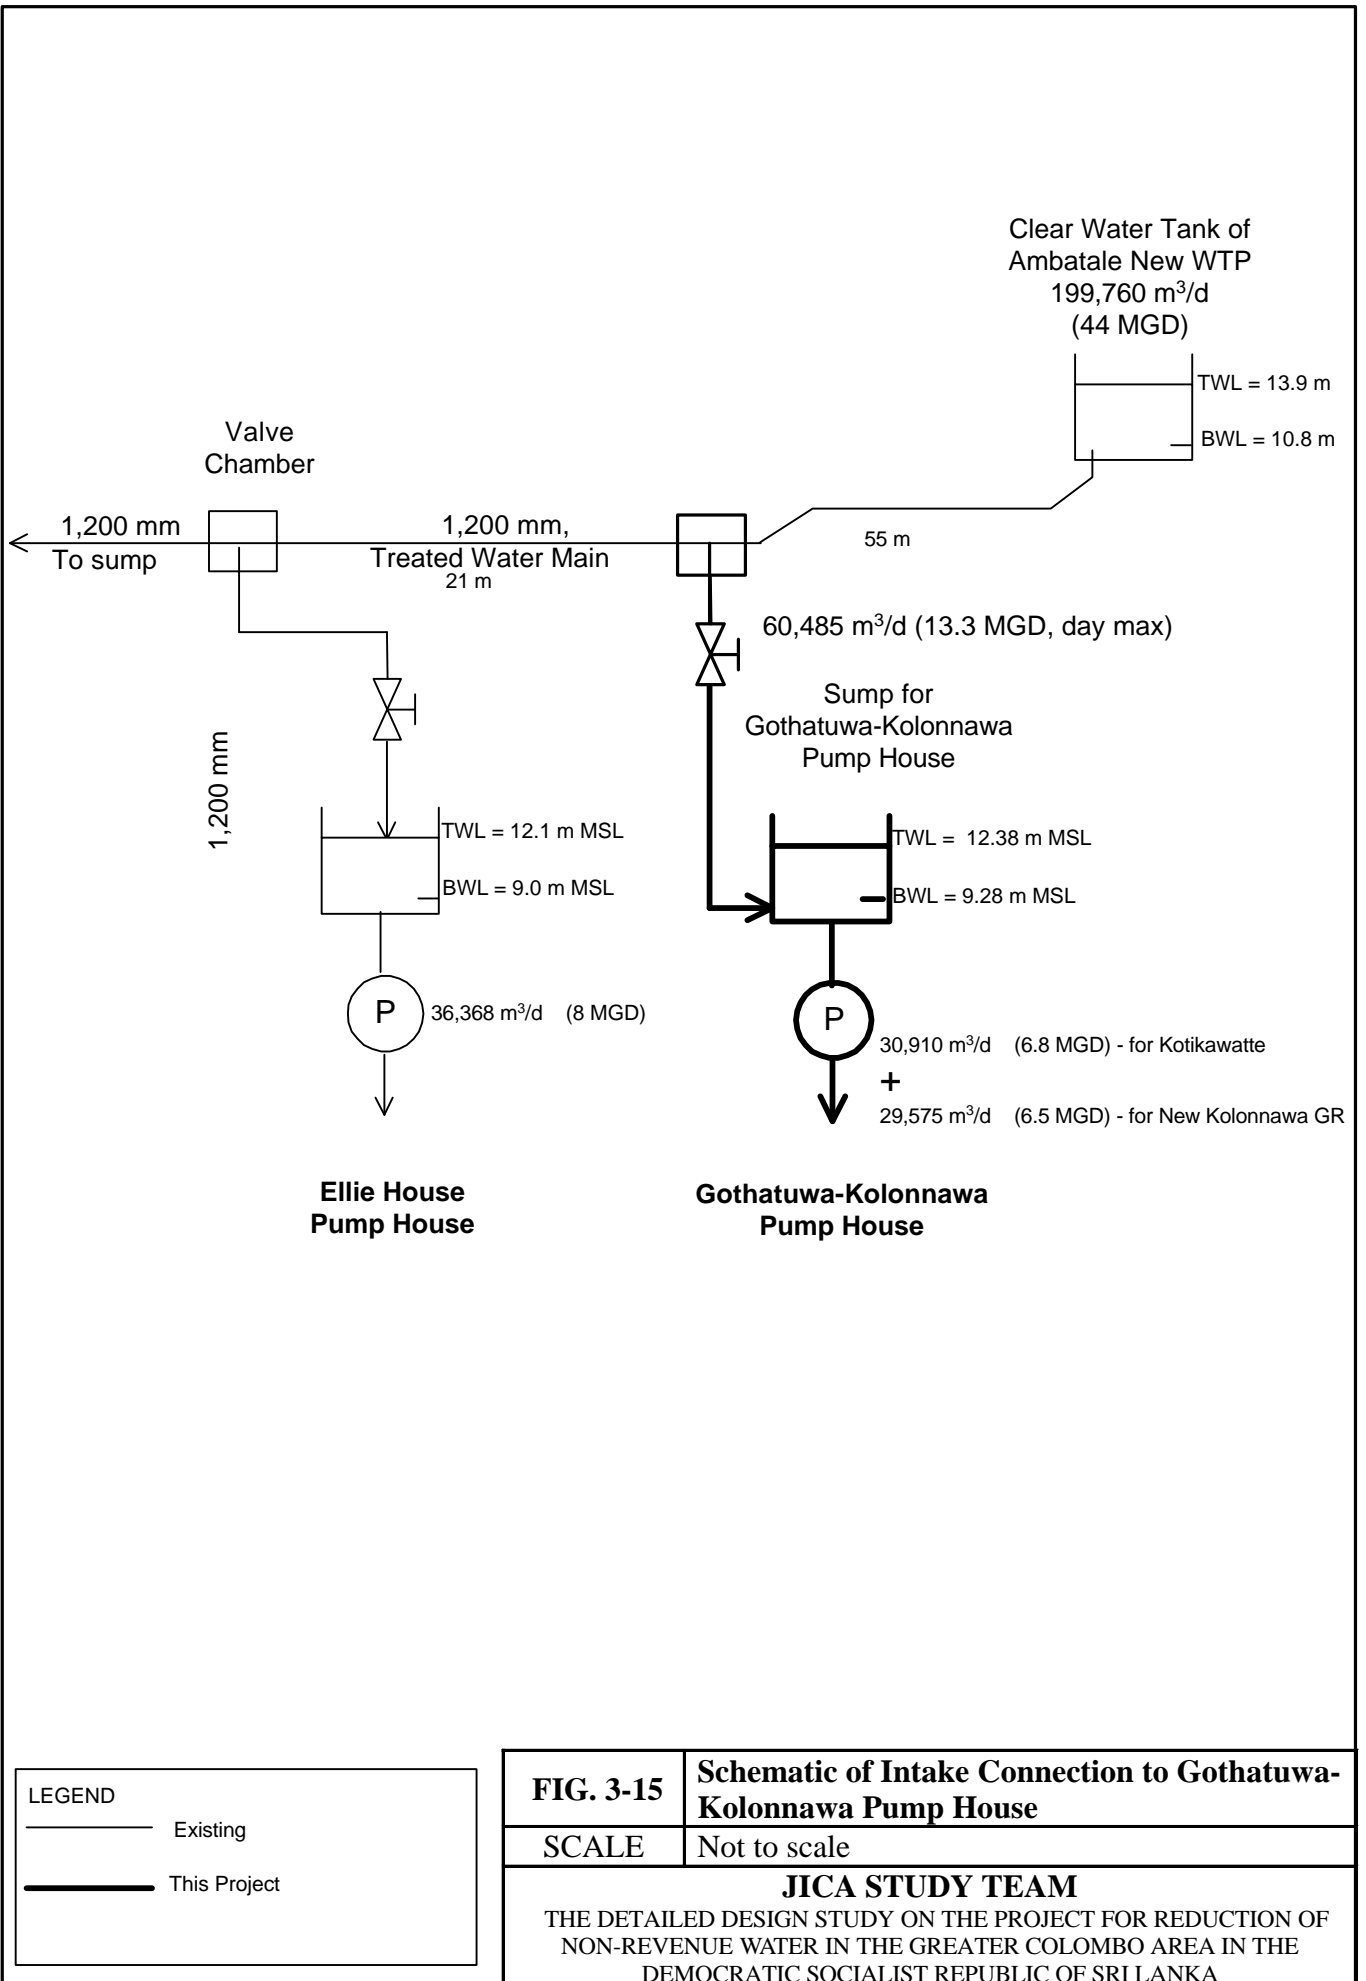 Clear Water Tank of
Ambatale New WTP
199,760 m³/d
(44 MGD)
TWL = 13.9 m
BWL = 10.8 m
Valve
Chamber
1,200 mm
To sump
1,200 mm,
Treated Water Main
21 m
55 m
60,485 m³/d (13.3 MGD, day max)
Sump for
Gothatuwa-Kolonnawa
Pump House
1,200 mm
TWL = 12.1 m MSL
BWL = 9.0 m MSL
TWL = 12.38 m MSL
BWL = 9.28 m MSL
P
36,368 m³/d (8 MGD)
P
30,910 m³/d (6.8 MGD) - for Kotikawatte
+
29,575 m³/d (6.5 MGD) - for New Kolonnawa GR
Ellie House
Pump House
Gothatuwa-Kolonnawa
Pump House
LEGEND
Existing
This Project
FIG. 3-15
Schematic of Intake Connection to Gothatuwa-
Kolonnawa Pump House
SCALE
Not to scale
JICA STUDY TEAM
THE DETAILED DESIGN STUDY ON THE PROJECT FOR REDUCTION OF
NON-REVENUE WATER IN THE GREATER COLOMBO AREA IN THE
DEMOCRATIC SOCIALIST REPUBLIC OF SRI LANKA